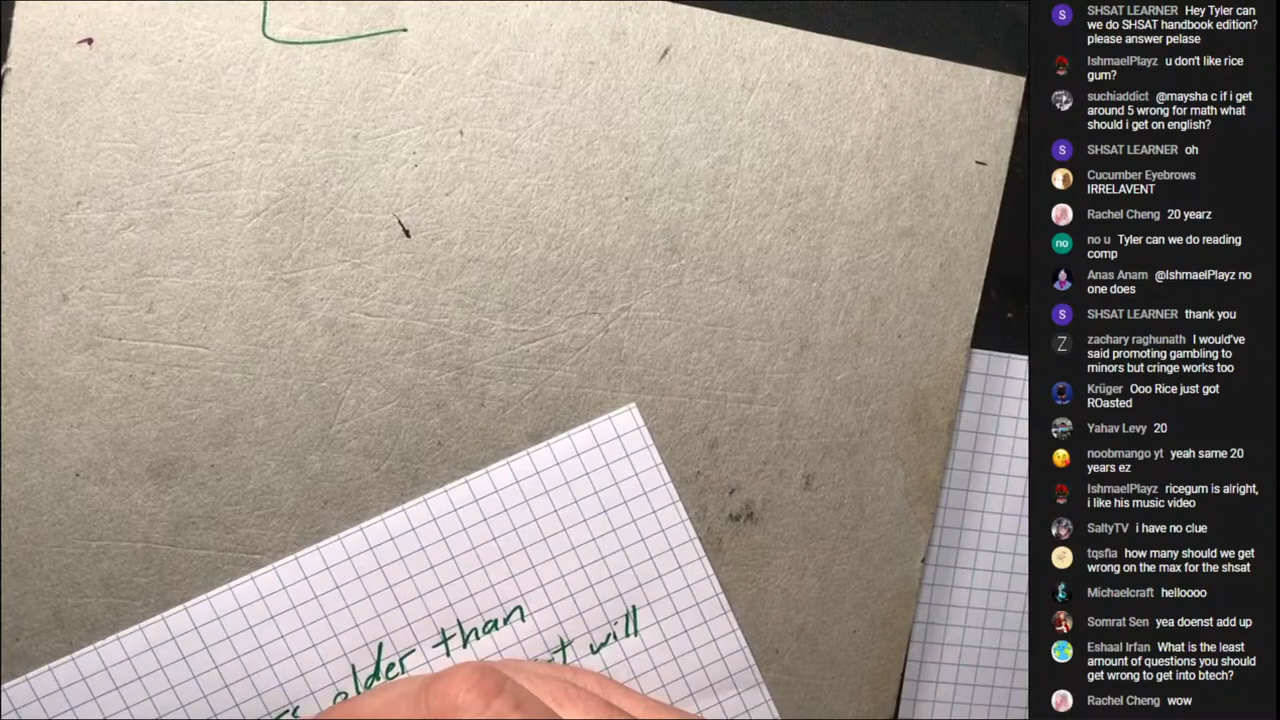 older than
will
S
SHSAT LEARNER Hey Tyler can
we do SHSAT handbook edition?
please answer pelase
IshmaelPlayz u don't like rice
gum?
suchiaddict @maysha c if i get
around 5 wrong for math what
should i get on english?
S
SHSAT LEARNER oh
Cucumber Eyebrows
IRRELAVENT
Rachel Cheng 20 yearz
no
no u Tyler can we do reading
comp
Anas Anam @IshmaelPlayz no
one does
S
SHSAT LEARNER thank you
Z
zachary raghunath I would've
said promoting gambling to
minors but cringe works too
Krüger Ooo Rice just got
ROasted
Yahav Levy 20
noobmango yt yeah same 20
years ez
IshmaelPlayz ricegum is alright,
i like his music video
SaltyTV i have no clue
tqsfia how many should we get
wrong on the max for the shsat
Michaelcraft helloooo
Somrat Sen yea doenst add up
Eshaal Irfan What is the least
amount of questions you should
get wrong to get into btech?
Rachel Cheng wow